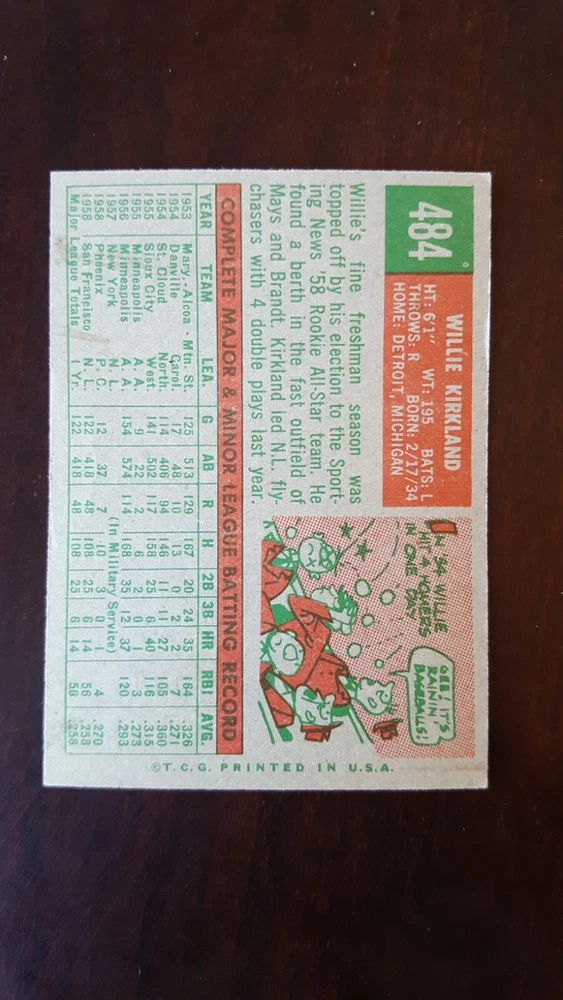 484
WILLIE KIRKLAND
HT: 6'1" WT: 195 BATS: L
THROWS: R BORN: 2/17/34
HOME: DETROIT, MICHIGAN
Willie's fine freshman season was
topped off by his election to the Sport-
ing News '58 Rookie All-Star team. He
found a berth in the fast outfield of
Mays and Brandt. Kirkland led N.L. fly-
chasers with 4 double plays last year.
IN '54 WILLIE
HIT 4 HOMERS
IN ONE DAY
GEE, IT'S
RAININ'
BASEBALLS!
COMPLETE MAJOR & MINOR LEAGUE BATTING RECORD
YEAR TEAM LEA. G AB R H 2B 3B HR RBI AVG.
1953 Mary.-Alcoa Mtn. St. 125 513 129 167 20 24 35 164 .326
1954 Danville Carol. 17 48 10 13 0 2 2 7 .271
1954 St. Cloud North. 114 406 94 146 11 11 27 105 .360
1955 Sioux City West. 141 502 117 158 25 6 40 116 .315
1955 Minneapolis A. A. 9 22 2 6 2 0 1 3 .273
1956 Minneapolis A. A. 154 574 114 168 35 12 37 120 .293
1957 New York N. L. (In Military Service)
1958 Phoenix P. C. 12 37 7 10 3 0 1 4 .270
1958 San Francisco N. L. 122 418 48 108 25 6 14 56 .258
Major League Totals 1 Yr. 122 418 48 108 25 6 14 56 .258
©T. C. G. PRINTED IN U. S. A.